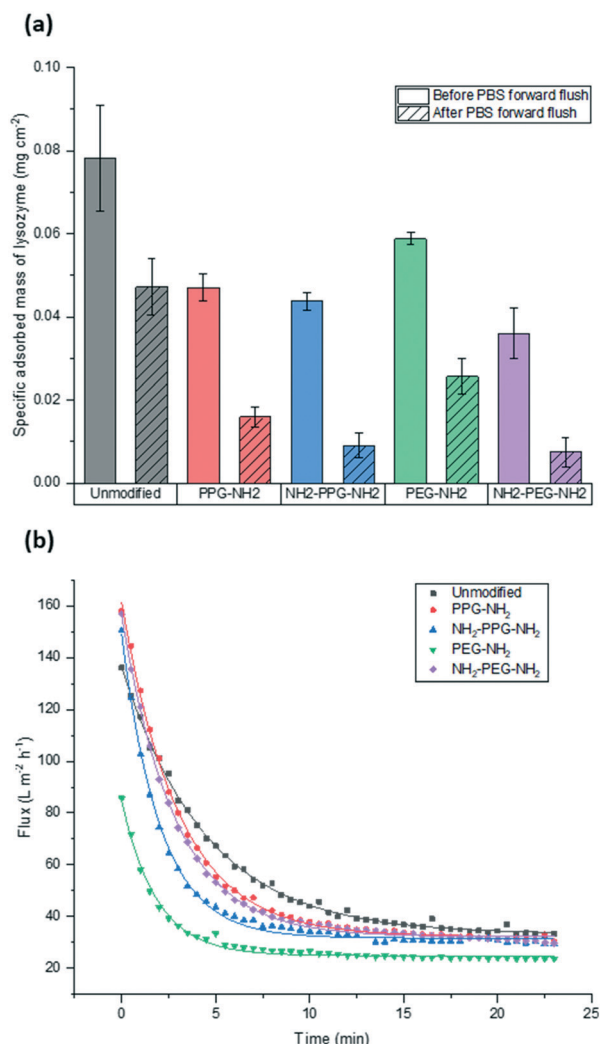 (a)
Specific adsorbed mass of lysozyme (mg cm⁻²)
0.10
0.08
0.06
0.04
0.02
0.00
Before PBS forward flush
After PBS forward flush
Unmodified PPG-NH2 NH2-PPG-NH2 PEG-NH2 NH2-PEG-NH2
(b)
Flux (L m⁻² h⁻¹)
160
140
120
100
80
60
40
20
Unmodified
PPG-NH₂
NH₂-PPG-NH₂
PEG-NH₂
NH₂-PEG-NH₂
0 5 10 15 20 25
Time (min)